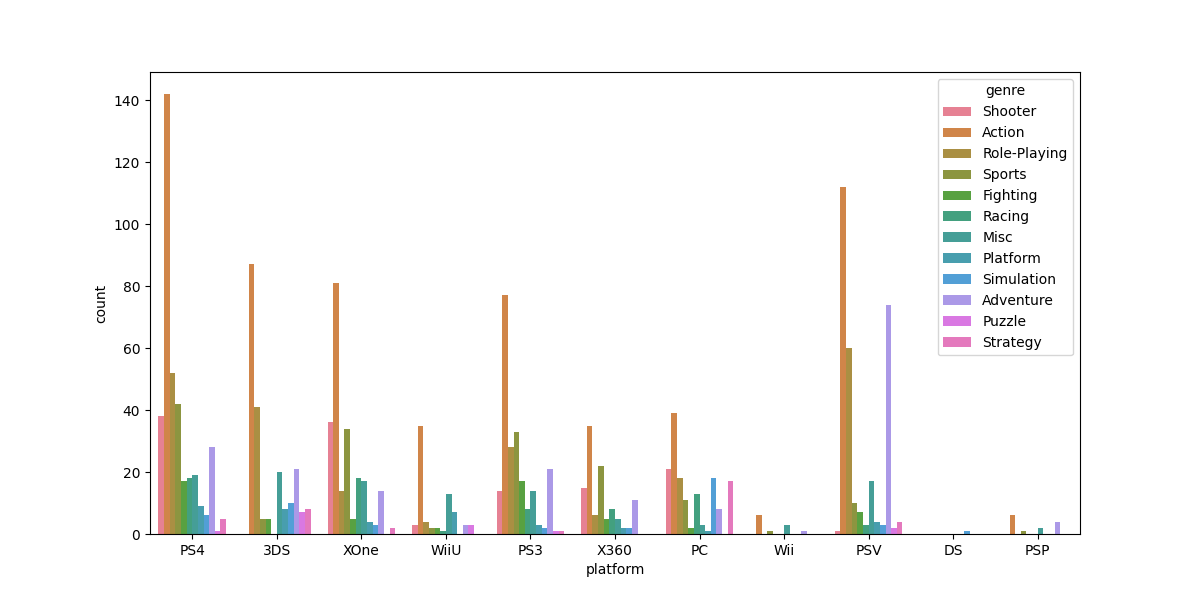 140
120
100
80
60
40
20
0
count
genre
Shooter
Action
Role-Playing
Sports
Fighting
Racing
Misc
Platform
Simulation
Adventure
Puzzle
Strategy
PS4 3DS XOne WiiU PS3 X360 PC Wii PSV DS PSP
platform